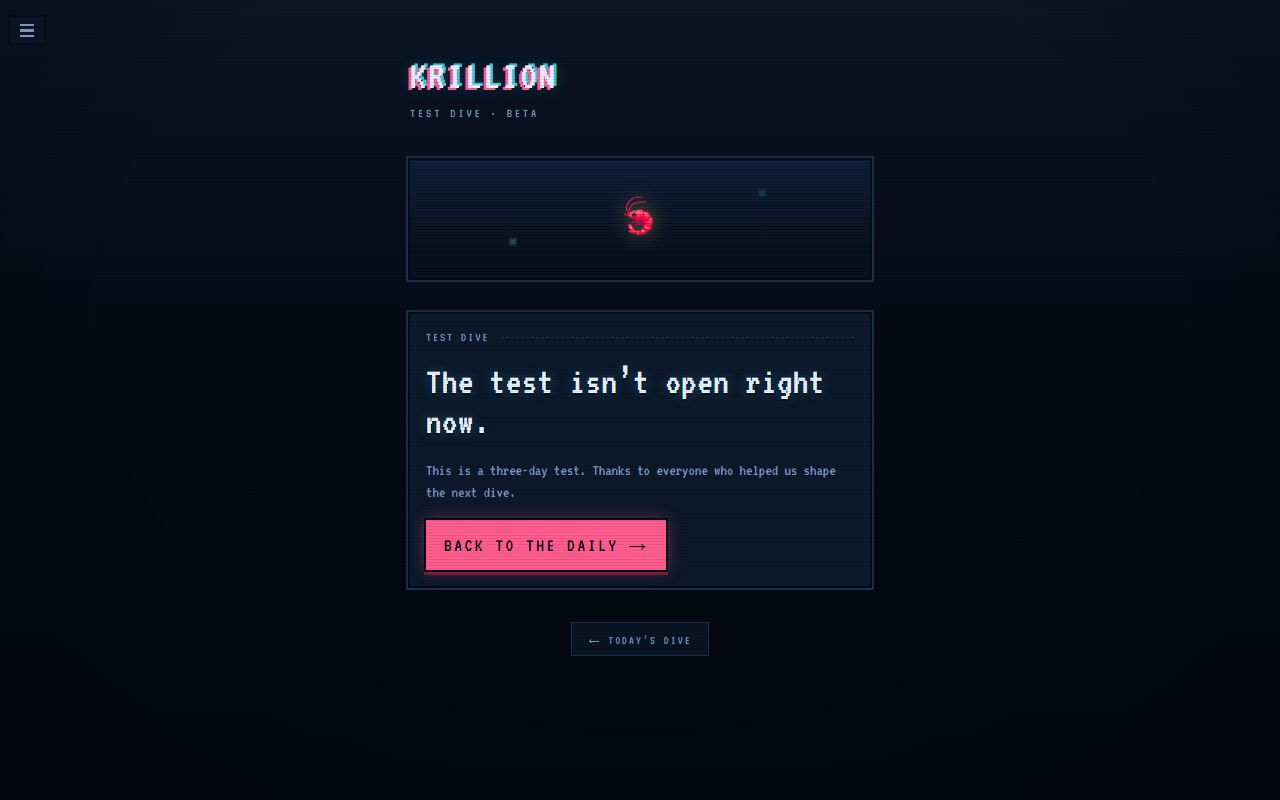 KRILLION
TEST DIVE · BETA
TEST DIVE
The test isn't open right
now.
This is a three-day test. Thanks to everyone who helped us shape
the next dive.
BACK TO THE DAILY →
← TODAY'S DIVE